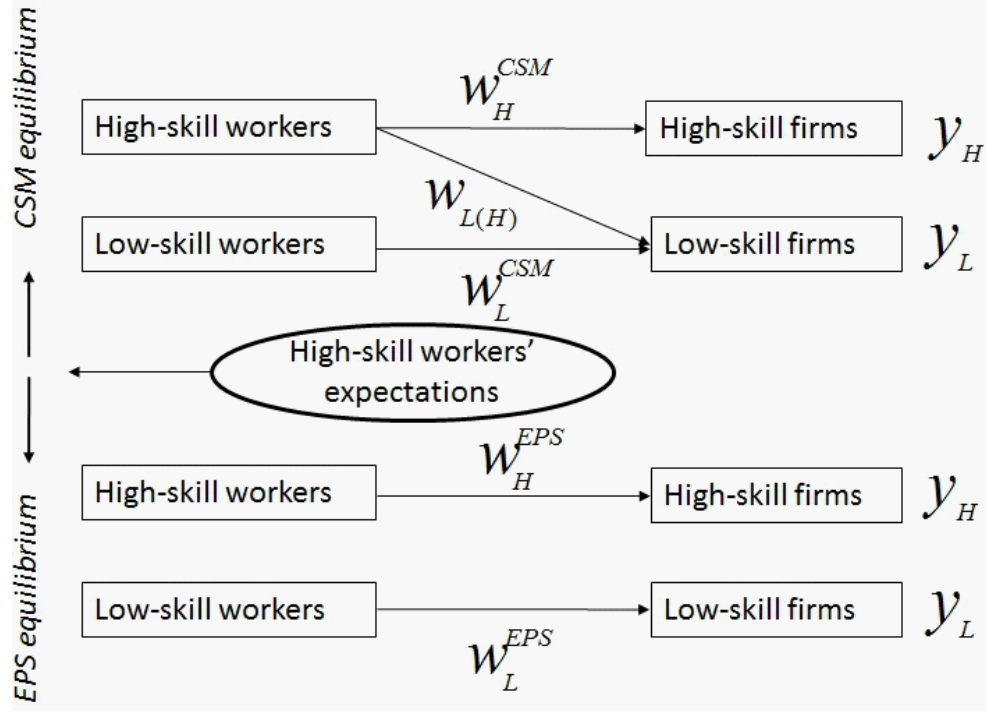 CSM equilibrium
w_H^{CSM}
High-skill workers
High-skill firms
y_H
w_{L(H)}
Low-skill workers
Low-skill firms
y_L
w_L^{CSM}
High-skill workers'
expectations
EPS equilibrium
w_H^{EPS}
High-skill workers
High-skill firms
y_H
Low-skill workers
Low-skill firms
y_L
w_L^{EPS}